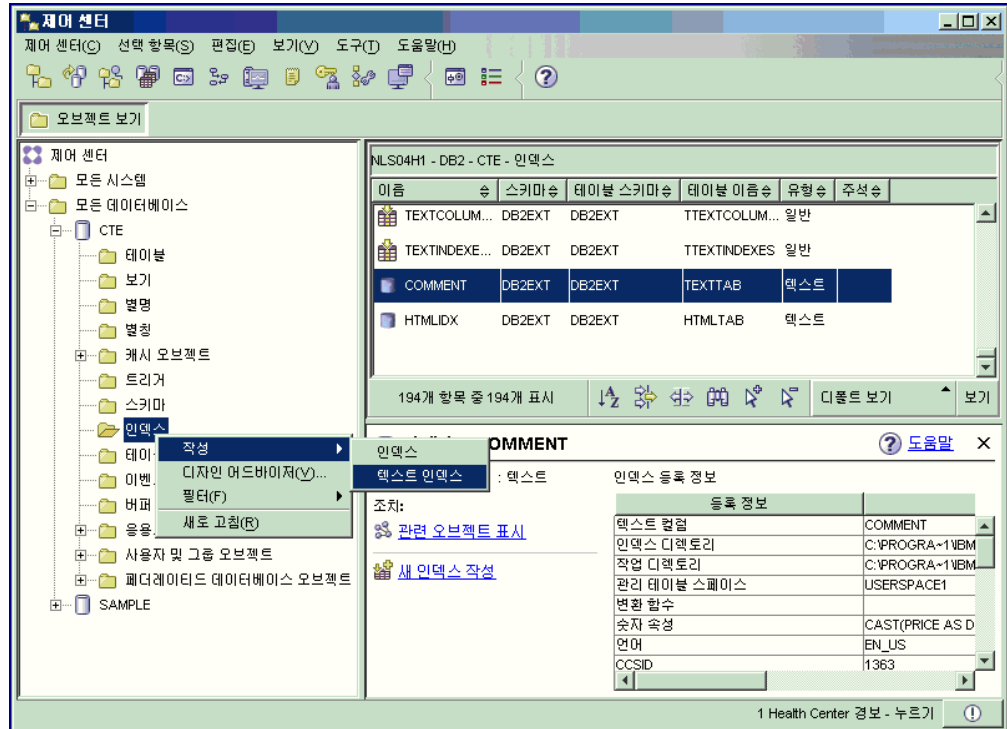 제어 센터
제어 센터(C) 선택 항목(S) 편집(E) 보기(V) 도구(T) 도움말(H)
오브젝트 보기
제어 센터
모든 시스템
모든 데이터베이스
CTE
테이블
보기
별명
별칭
캐시 오브젝트
트리거
스키마
인덱스
테이
이벤
버퍼
응용
사용자 및 그룹 오브젝트
페더레이티드 데이터베이스 오브젝트
SAMPLE
작성
디자인 어드바이저(V)...
필터(F)
새로 고침(R)
인덱스
텍스트 인덱스
NLS04H1 - DB2 - CTE - 인덱스
이름 스키마 테이블 스키마 테이블 이름 유형 주석
TEXTCOLUM... DB2EXT DB2EXT TTEXTCOLUM... 일반
TEXTINDEXE... DB2EXT DB2EXT TTEXTINDEXES 일반
COMMENT DB2EXT DB2EXT TEXTTAB 텍스트
HTMLIDX DB2EXT DB2EXT HTMLTAB 텍스트
194개 항목 중 194개 표시 디폴트 보기 보기
COMMENT 도움말
: 텍스트
조치:
관련 오브젝트 표시
새 인덱스 작성
인덱스 등록 정보
등록 정보
텍스트 컬럼 COMMENT
인덱스 디렉토리 C:\PROGRA~1\IBM
작업 디렉토리 C:\PROGRA~1\IBM
관리 테이블 스페이스 USERSPACE1
변환 함수
숫자 속성 CAST(PRICE AS D
언어 EN_US
CCSID 1363
1 Health Center 경보 - 누르기